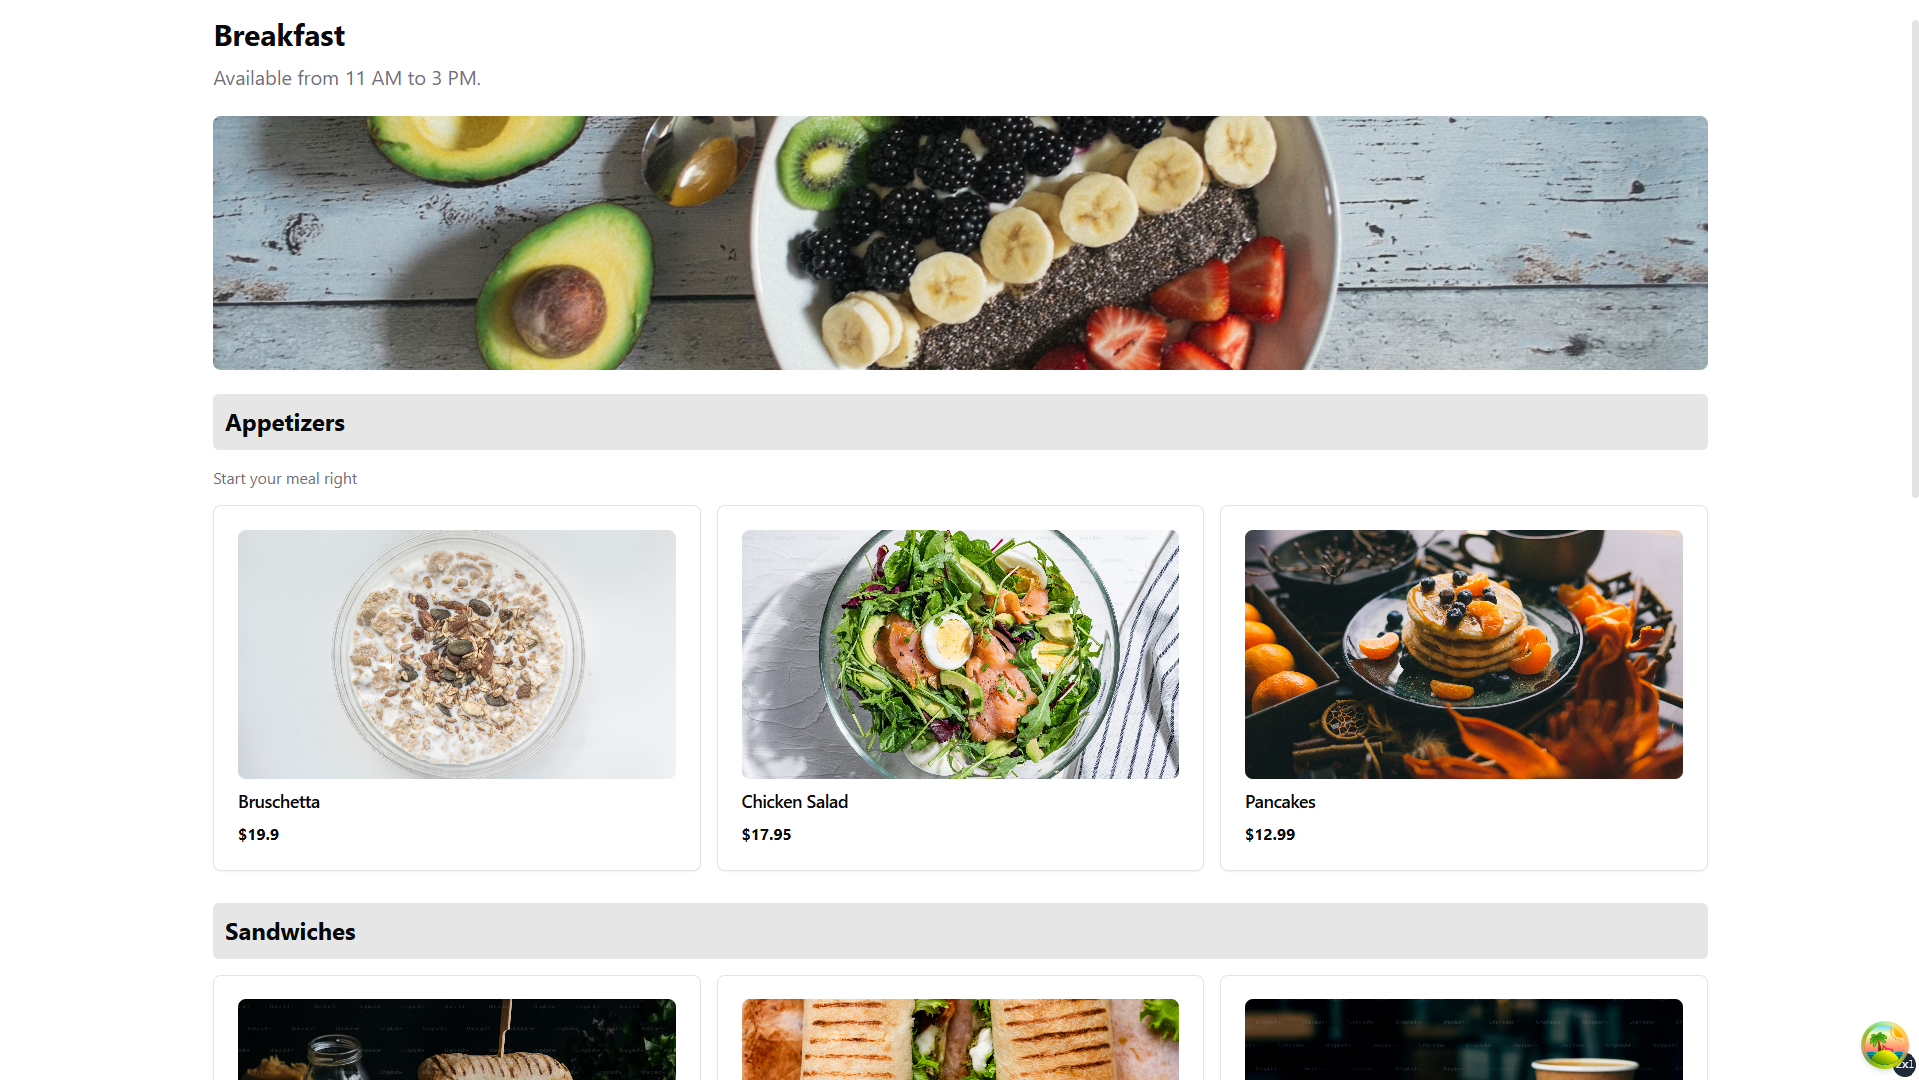 Breakfast
Available from 11 AM to 3 PM.
Appetizers
Start your meal right
Bruschetta
$19.9
Chicken Salad
$17.95
Pancakes
$12.99
Sandwiches